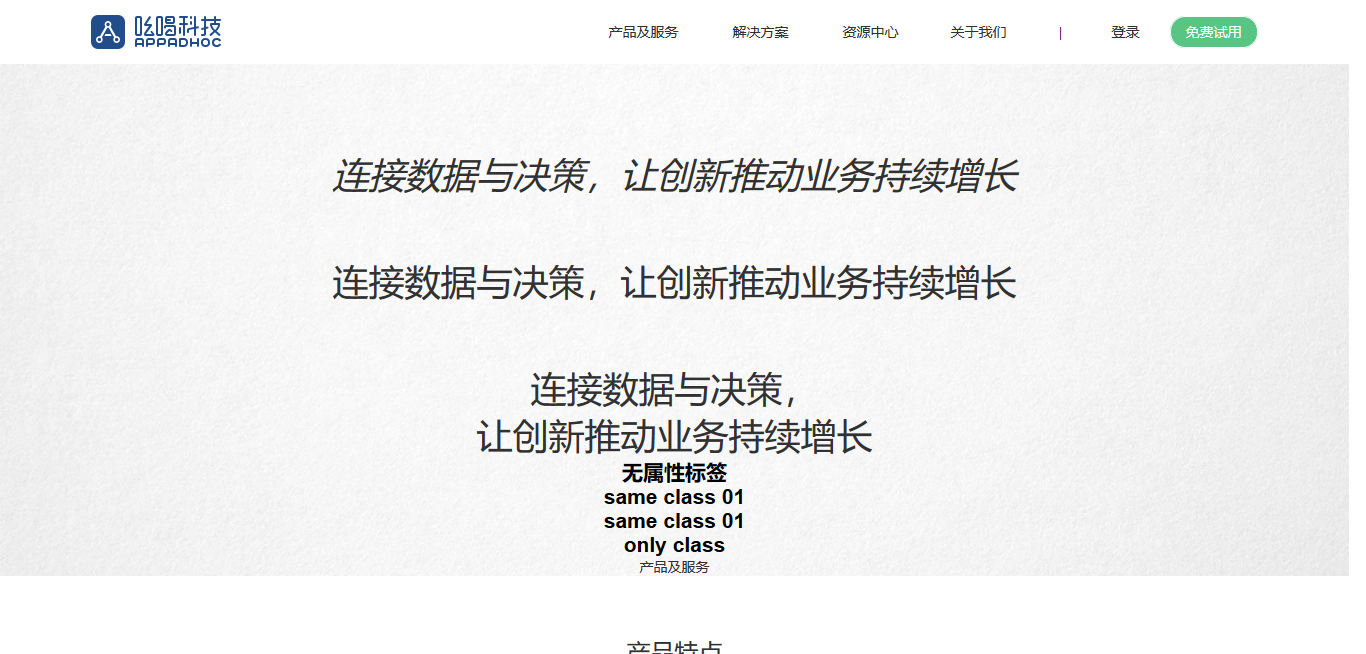 吆喝科技
APPADHOC
产品及服务 解决方案 资源中心 关于我们 | 登录 免费试用
连接数据与决策，让创新推动业务持续增长
连接数据与决策，让创新推动业务持续增长
连接数据与决策，
让创新推动业务持续增长
无属性标签
same class 01
same class 01
only class
产品及服务
产品特点